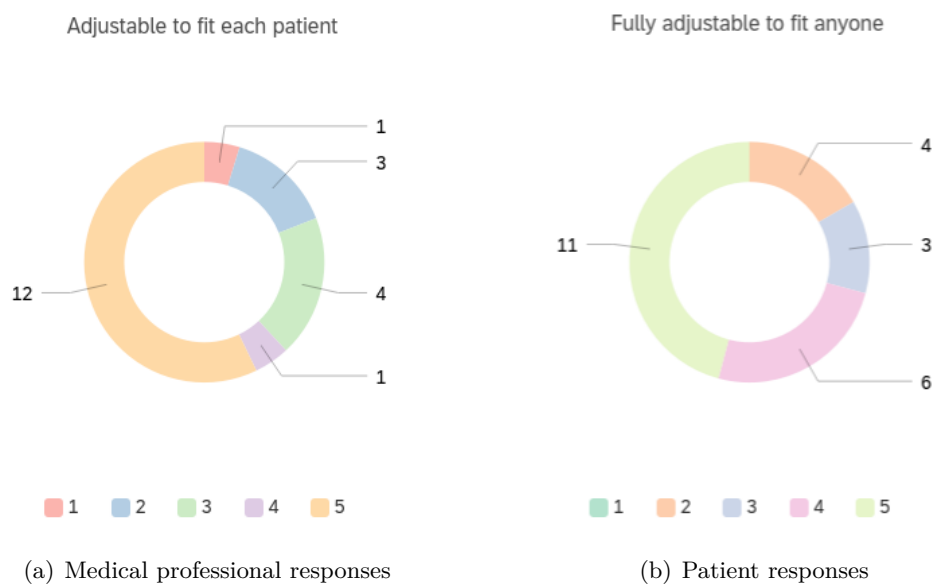 Adjustable to fit each patient
1
3
12
4
1
1 2 3 4 5
(a) Medical professional responses
Fully adjustable to fit anyone
4
11
3
6
1 2 3 4 5
(b) Patient responses